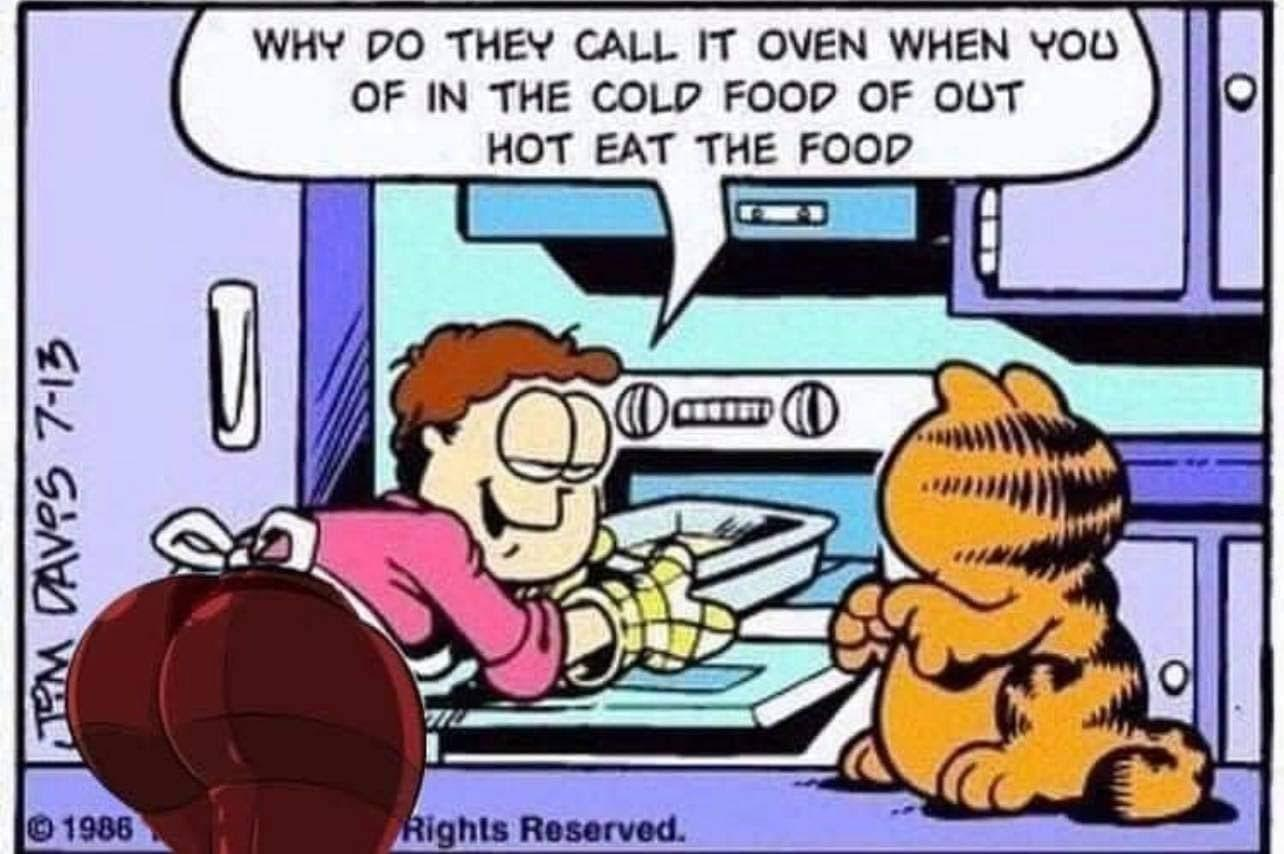 WHY DO THEY CALL IT OVEN WHEN YOU
OF IN THE COLD FOOD OF OUT
HOT EAT THE FOOD
JIM DAVIS 7-13
© 1986
Rights Reserved.